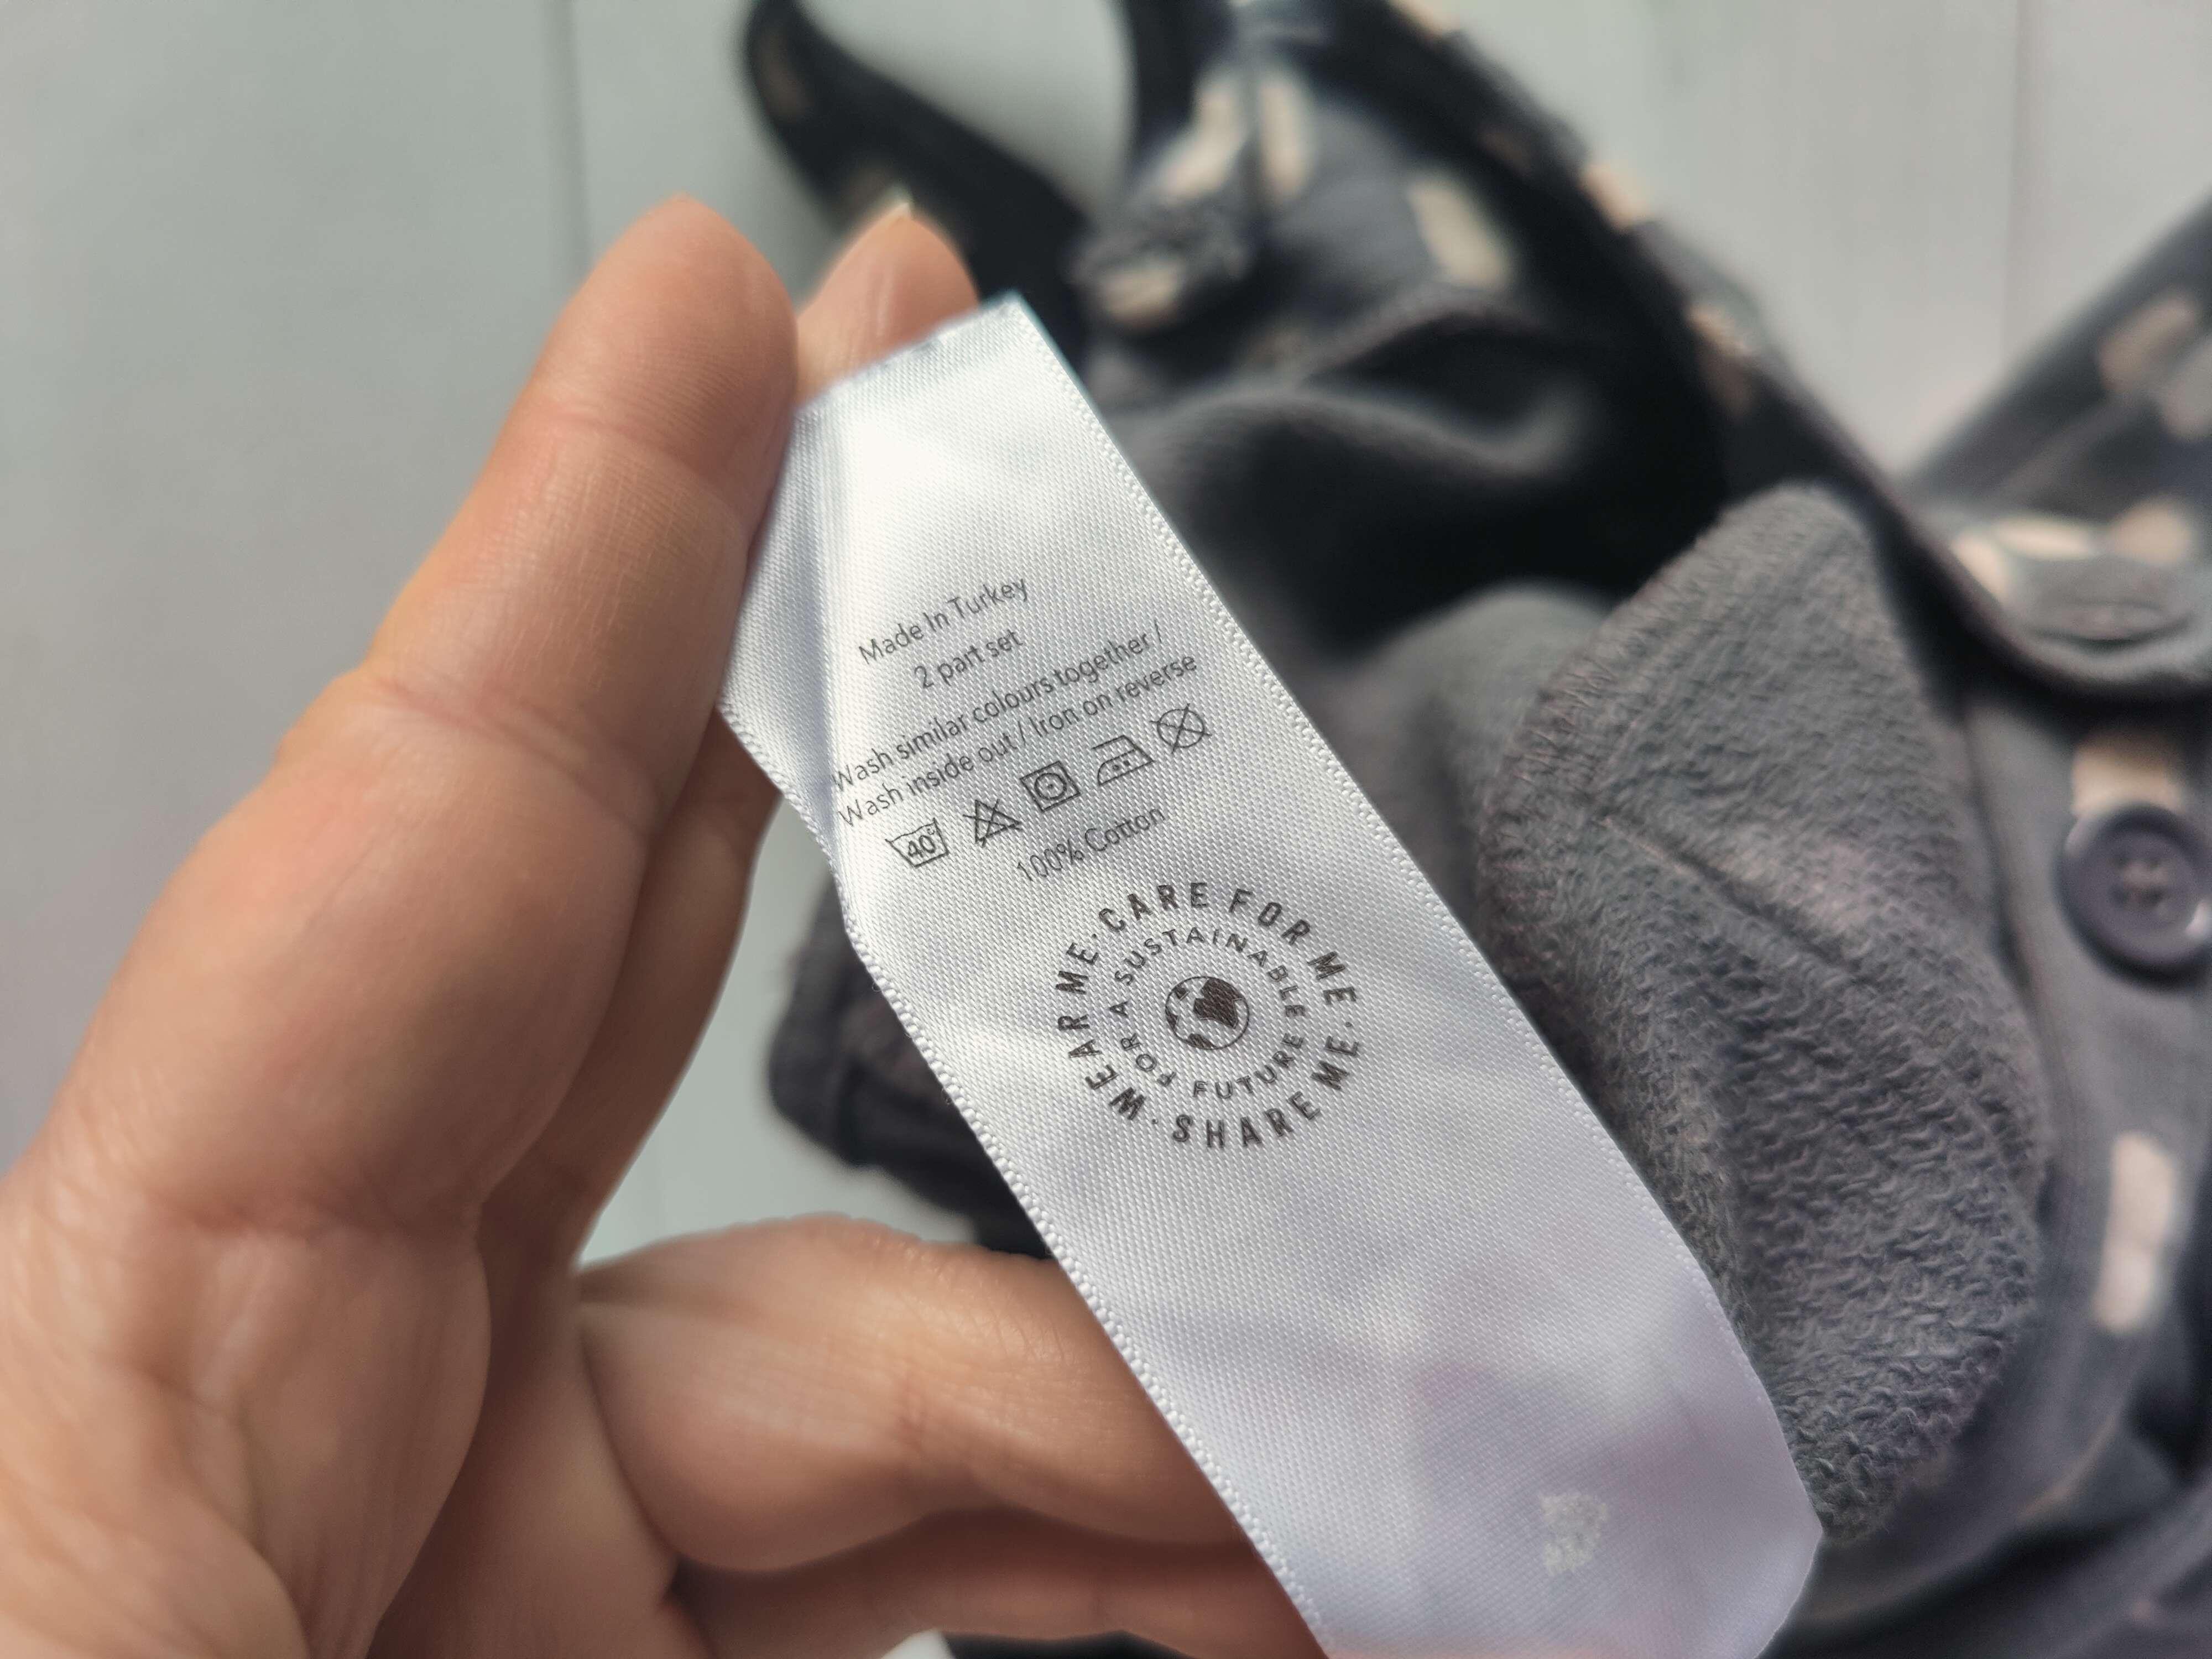 Made In Turkey
2 part set
Wash similar colours together /
Wash inside out / Iron on reverse
40°
100% Cotton
WEAR ME · CARE FOR ME · SHARE ME ·
FOR A SUSTAINABLE FUTURE